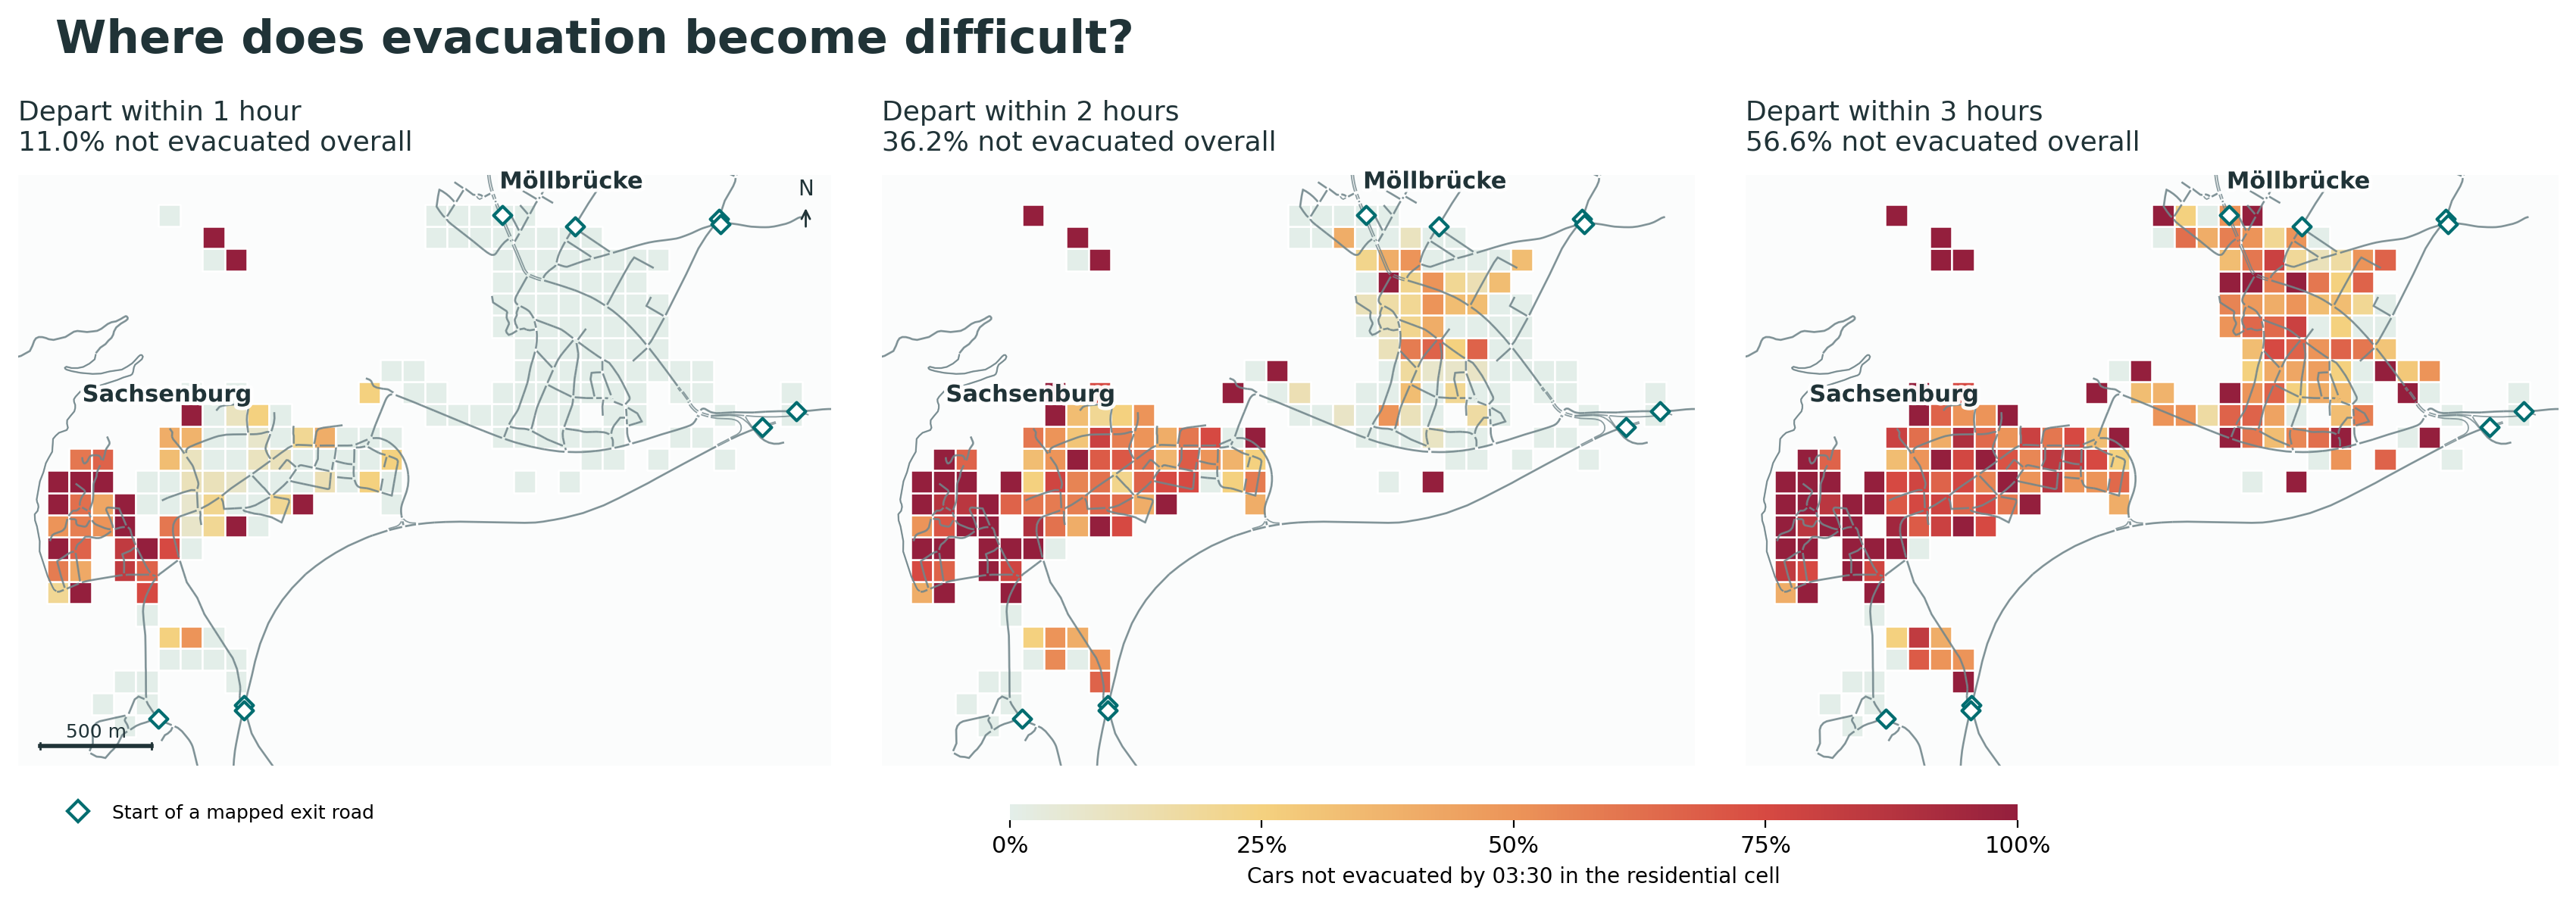 Where does evacuation become difficult?
Depart within 1 hour
11.0% not evacuated overall
Depart within 2 hours
36.2% not evacuated overall
Depart within 3 hours
56.6% not evacuated overall
Möllbrücke
N
Sachsenburg
500 m
Möllbrücke
Sachsenburg
Möllbrücke
Sachsenburg
Start of a mapped exit road
0%
25%
50%
75%
100%
Cars not evacuated by 03:30 in the residential cell